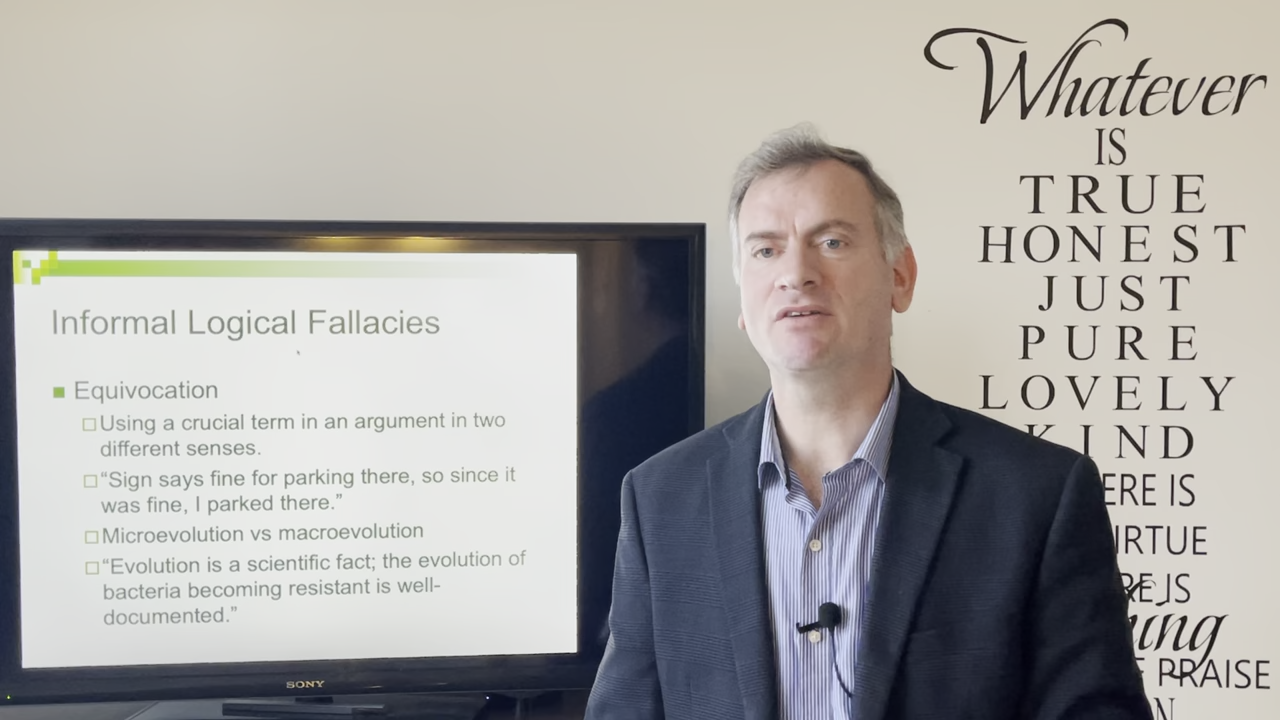 Informal Logical Fallacies
Equivocation
Using a crucial term in an argument in two
different senses.
“Sign says fine for parking there, so since it
was fine, I parked there.”
Microevolution vs macroevolution
“Evolution is a scientific fact; the evolution of
bacteria becoming resistant is well-
documented.”
SONY
Whatever
IS
TRUE
HONEST
JUST
PURE
LOVELY
KIND
IS
IS
PRAISE